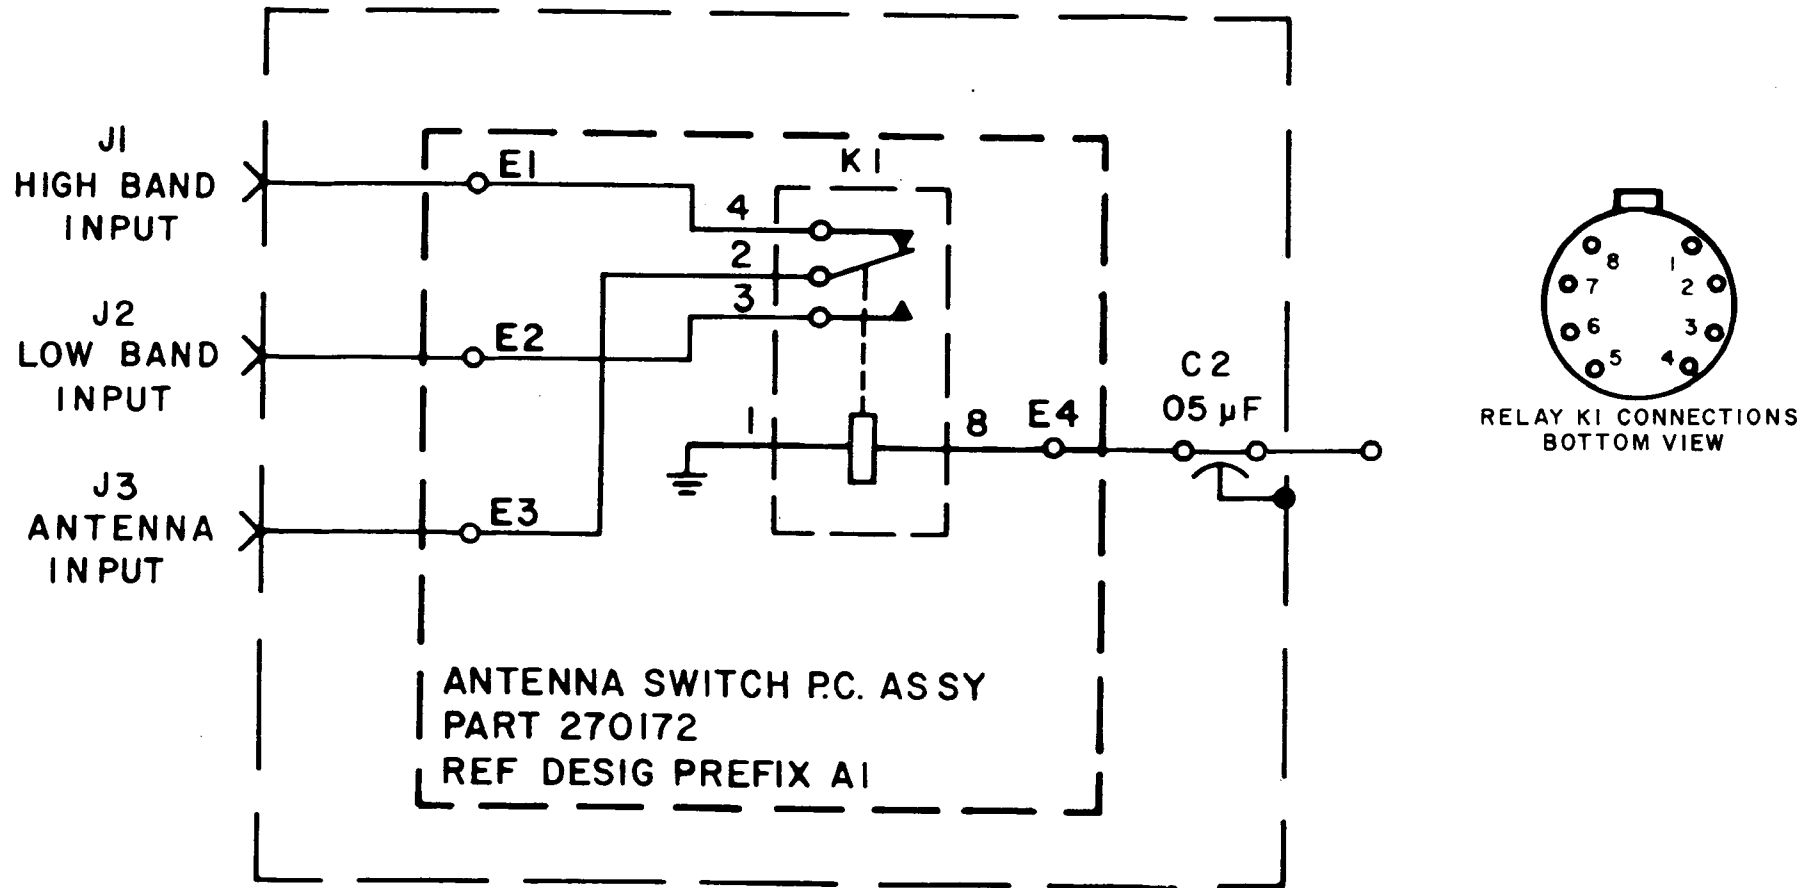 J1
HIGH BAND
INPUT
E1
K1
4
2
3
J2
LOW BAND
INPUT
E2
1
8
E4
C2
05 µF
J3
ANTENNA
INPUT
E3
ANTENNA SWITCH P.C. ASSY
PART 270172
REF DESIG PREFIX A1
8
1
7
2
6
3
5
4
RELAY K1 CONNECTIONS
BOTTOM VIEW